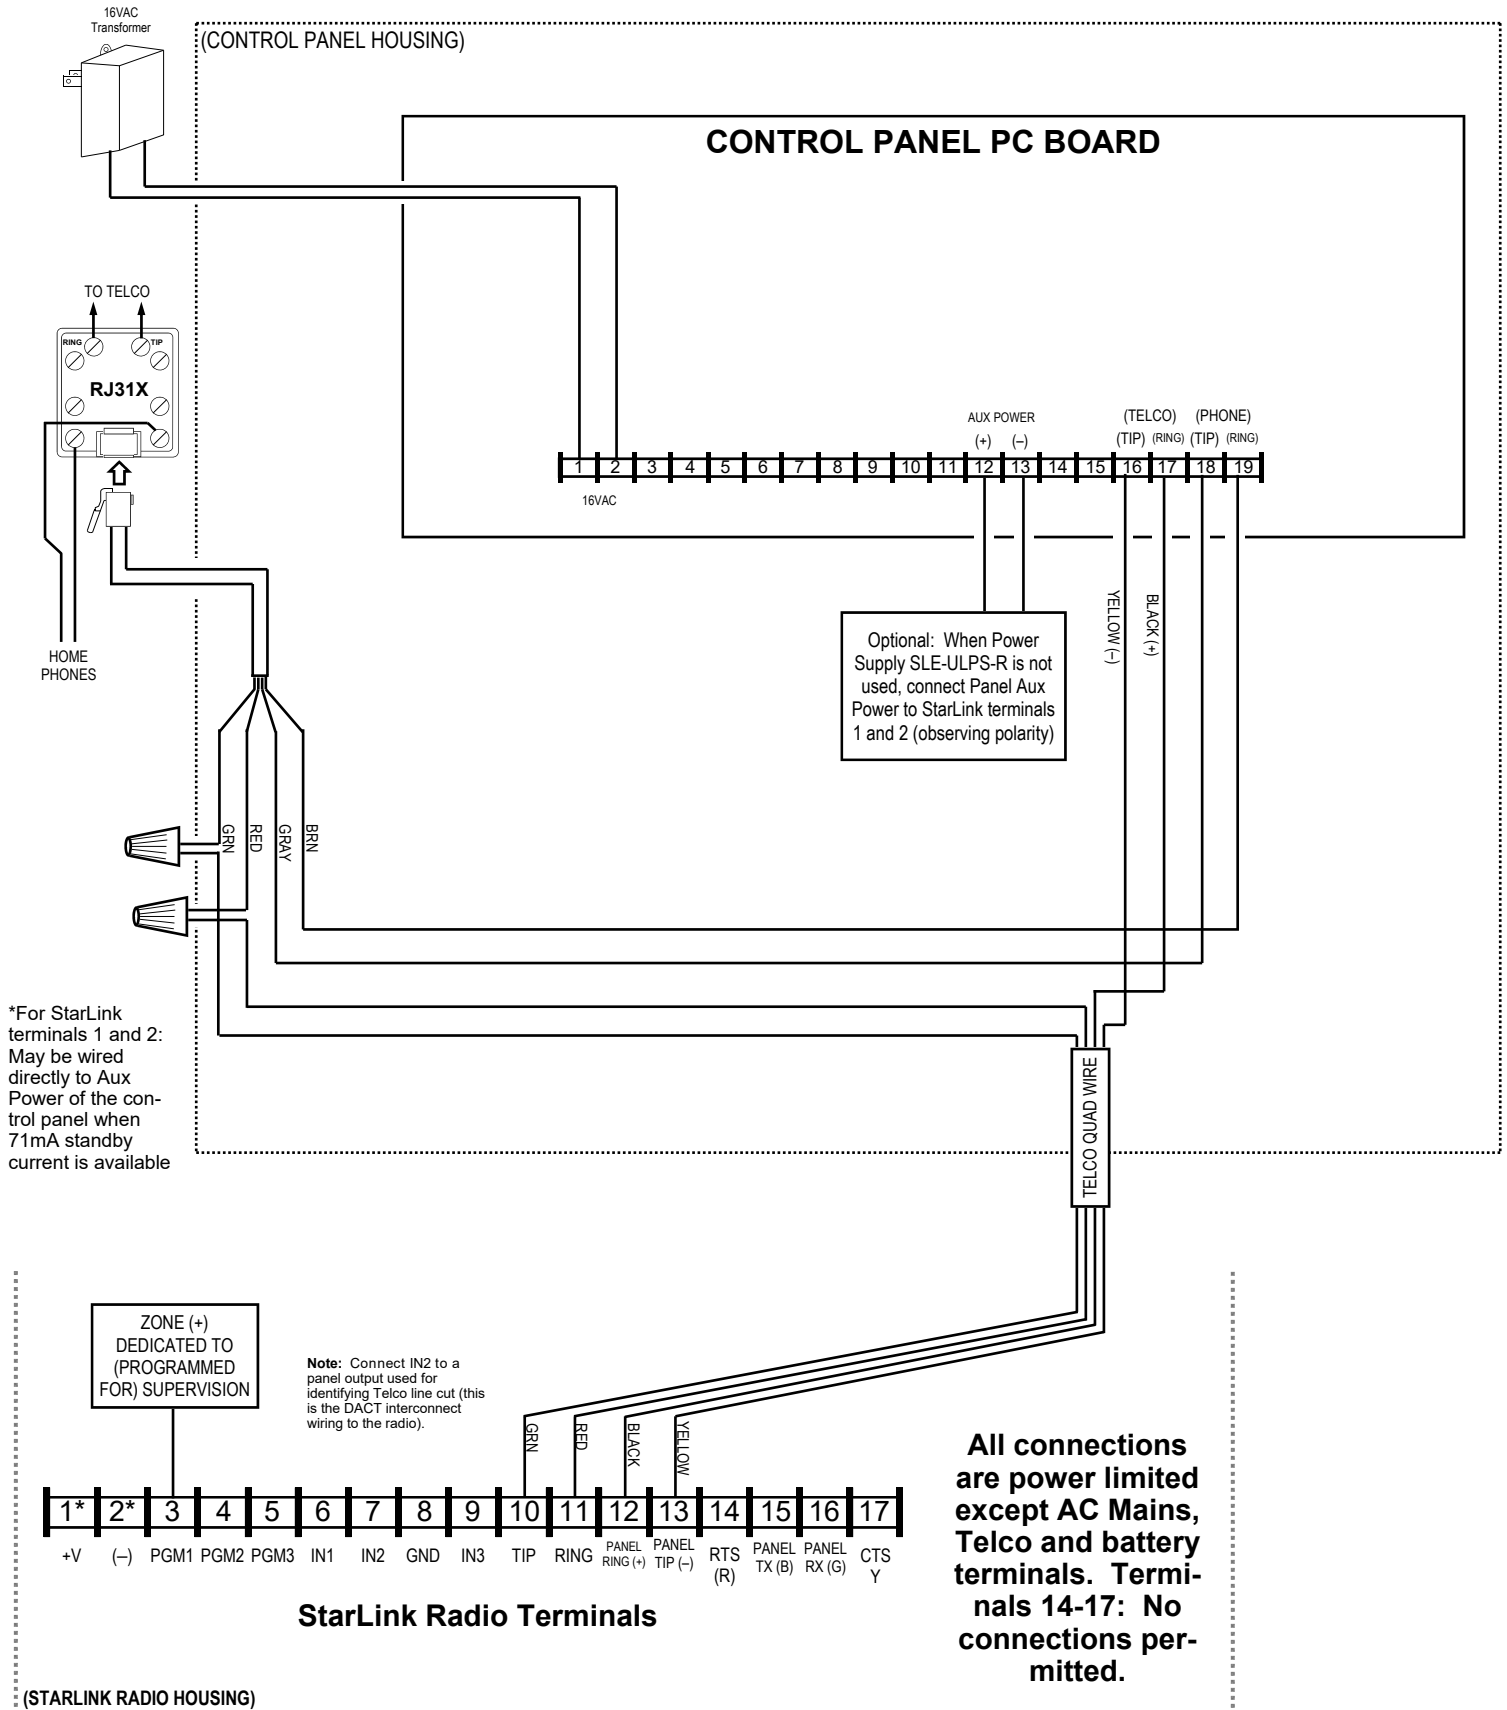 16VAC
Transformer
(CONTROL PANEL HOUSING)
CONTROL PANEL PC BOARD
TO TELCO
RING
TIP
RJ31X
AUX POWER
(+) (–)
(TELCO) (PHONE)
(TIP) (RING) (TIP) (RING)
1 2 3 4 5 6 7 8 9 10 11 12 13 14 15 16 17 18 19
16VAC
YELLOW (–)
BLACK (+)
Optional: When Power
Supply SLE-ULPS-R is not
used, connect Panel Aux
Power to StarLink terminals
1 and 2 (observing polarity)
HOME
PHONES
GRN
RED
GRAY
BRN
*For StarLink
terminals 1 and 2:
May be wired
directly to Aux
Power of the con-
trol panel when
71mA standby
current is available
TELCO QUAD WIRE
ZONE (+)
DEDICATED TO
(PROGRAMMED
FOR) SUPERVISION
Note: Connect IN2 to a
panel output used for
identifying Telco line cut (this
is the DACT interconnect
wiring to the radio).
GRN
RED
BLACK
YELLOW
1* 2* 3 4 5 6 7 8 9 10 11 12 13 14 15 16 17
+V (–) PGM1 PGM2 PGM3 IN1 IN2 GND IN3 TIP RING
PANEL
RING (+)
PANEL
TIP (–)
RTS
(R)
PANEL
TX (B)
PANEL
RX (G)
CTS
Y
StarLink Radio Terminals
All connections
are power limited
except AC Mains,
Telco and battery
terminals. Termi-
nals 14-17: No
connections per-
mitted.
(STARLINK RADIO HOUSING)